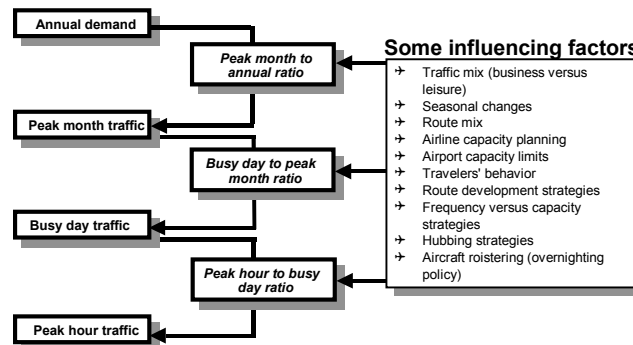 Annual demand
Peak month to
annual ratio
Peak month traffic
Busy day to peak
month ratio
Busy day traffic
Peak hour to busy
day ratio
Peak hour traffic
Some influencing factors
Traffic mix (business versus
leisure)
Seasonal changes
Route mix
Airline capacity planning
Airport capacity limits
Travelers' behavior
Route development strategies
Frequency versus capacity
strategies
Hubbing strategies
Aircraft roistering (overnighting
policy)